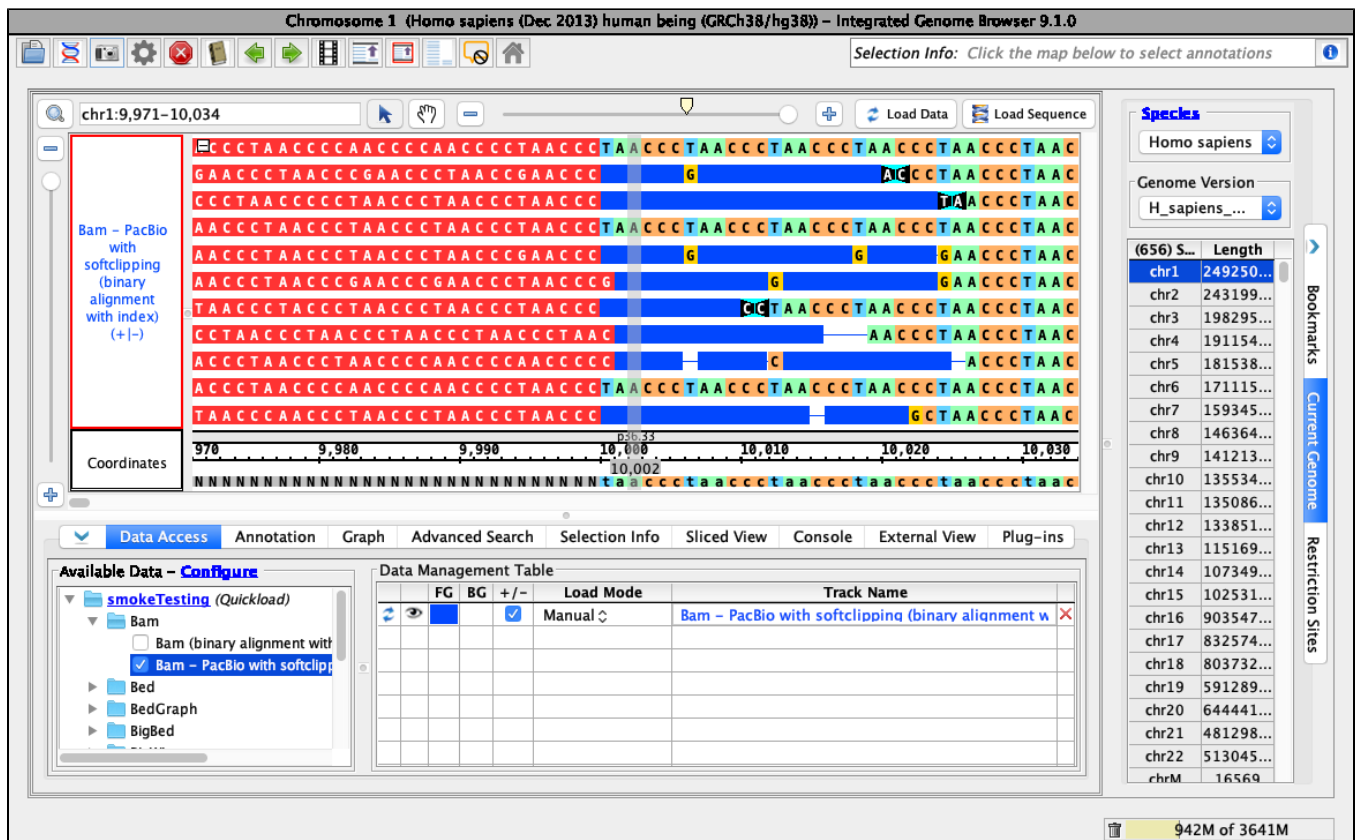 Chromosome 1 (Homo sapiens (Dec 2013) human being (GRCh38/hg38)) – Integrated Genome Browser 9.1.0
Selection Info: Click the map below to select annotations
chr1:9,971–10,034
Load Data
Load Sequence
Bam – PacBio
with
softclipping
(binary
alignment
with index)
(+|–)
p36.33
970 9,980 9,990 10,000 10,010 10,020 10,030
Coordinates
10,002
NNNNNNNNNNNNNNNNNNNNNNNNNNNNNtaaccctaaccctaaccctaaccctaaccctaac
Data Access Annotation Graph Advanced Search Selection Info Sliced View Console External View Plug-ins
Available Data – Configure
smokeTesting (Quickload)
Bam
Bam (binary alignment with
Bam – PacBio with softclipp
Bed
BedGraph
BigBed
Data Management Table
FG BG +/– Load Mode Track Name
Manual Bam – PacBio with softclipping (binary alignment w
Species
Homo sapiens
Genome Version
H_sapiens_...
(656) S... Length
chr1 249250...
chr2 243199...
chr3 198295...
chr4 191154...
chr5 181538...
chr6 171115...
chr7 159345...
chr8 146364...
chr9 141213...
chr10 135534...
chr11 135086...
chr12 133851...
chr13 115169...
chr14 107349...
chr15 102531...
chr16 903547...
chr17 832574...
chr18 803732...
chr19 591289...
chr20 644441...
chr21 481298...
chr22 513045...
chrM 16569
Bookmarks
Current Genome
Restriction Sites
942M of 3641M